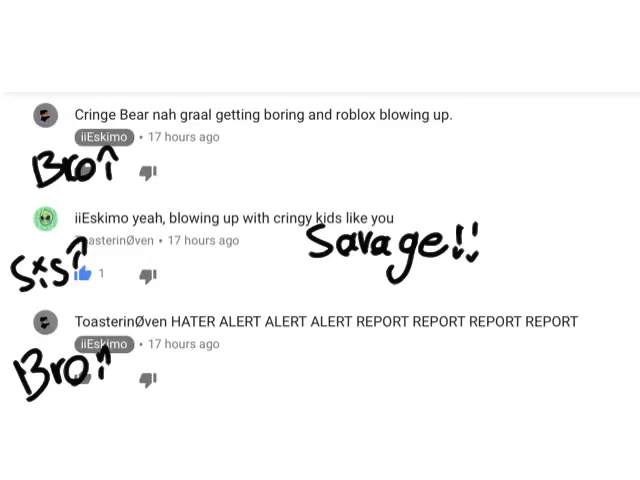 Cringe Bear nah graal getting boring and roblox blowing up.
iiEskimo • 17 hours ago
Bro↑
iiEskimo yeah, blowing up with cringy kids like you
ToasterinØven • 17 hours ago
Savage!!
Sis↑
1
ToasterinØven HATER ALERT ALERT ALERT REPORT REPORT REPORT REPORT
iiEskimo • 17 hours ago
Bro↑